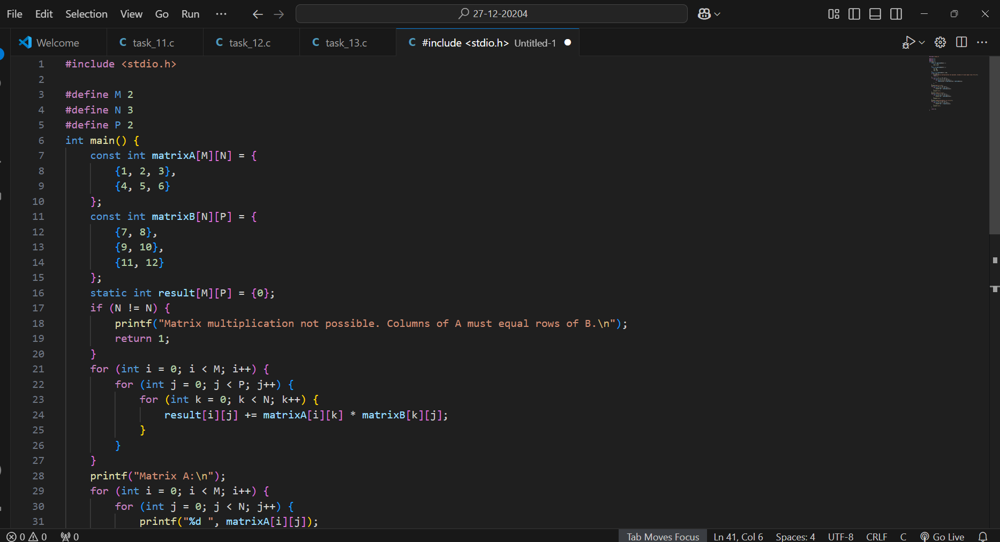 File Edit Selection View Go Run ··· 27-12-20204
Welcome C task_11.c C task_12.c C task_13.c C #include <stdio.h> Untitled-1
1 #include <stdio.h>
2
3 #define M 2
4 #define N 3
5 #define P 2
6 int main() {
7 const int matrixA[M][N] = {
8 {1, 2, 3},
9 {4, 5, 6}
10 };
11 const int matrixB[N][P] = {
12 {7, 8},
13 {9, 10},
14 {11, 12}
15 };
16 static int result[M][P] = {0};
17 if (N != N) {
18 printf("Matrix multiplication not possible. Columns of A must equal rows of B.\n");
19 return 1;
20 }
21 for (int i = 0; i < M; i++) {
22 for (int j = 0; j < P; j++) {
23 for (int k = 0; k < N; k++) {
24 result[i][j] += matrixA[i][k] * matrixB[k][j];
25 }
26 }
27 }
28 printf("Matrix A:\n");
29 for (int i = 0; i < M; i++) {
30 for (int j = 0; j < N; j++) {
31 printf("%d ", matrixA[i][j]);
0 0 0 Tab Moves Focus Ln 41, Col 6 Spaces: 4 UTF-8 CRLF C Go Live